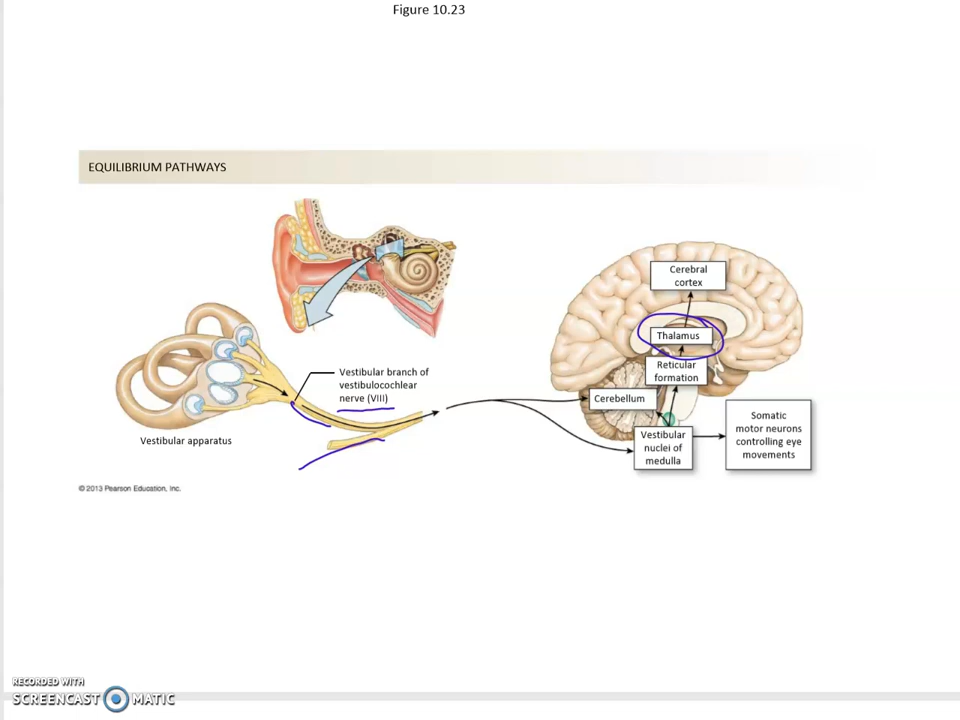 Figure 10.23
EQUILIBRIUM PATHWAYS
Cerebral
cortex
Thalamus
Reticular
formation
Vestibular branch of
vestibulocochlear
nerve (VIII)
Cerebellum
Somatic
motor neurons
controlling eye
movements
Vestibular
nuclei of
medulla
Vestibular apparatus
© 2013 Pearson Education, Inc.
RECORDED WITH
SCREENCAST MATIC